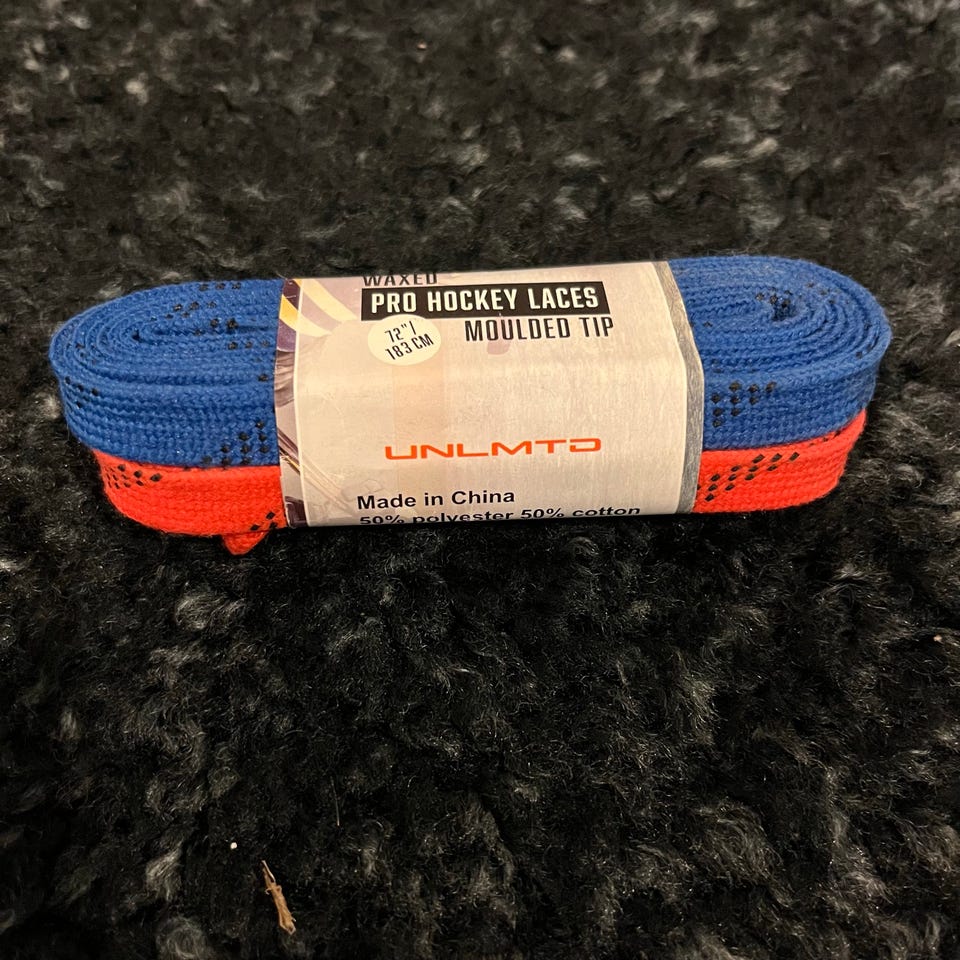 WAXED
PRO HOCKEY LACES
72"/
183 CM
MOULDED TIP
UNLMTD
Made in China
50% polyester 50% cotton